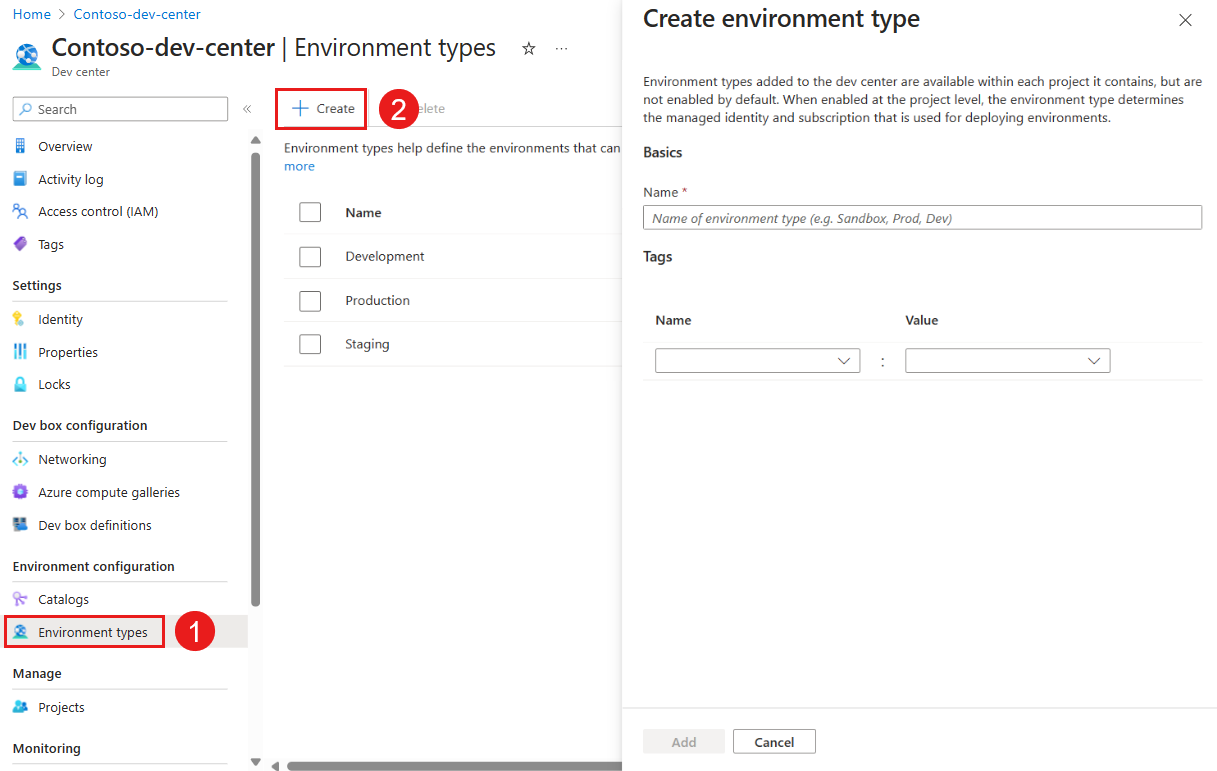 Home > Contoso-dev-center
Contoso-dev-center | Environment types
Dev center
Search
Overview
Activity log
Access control (IAM)
Tags
Settings
Identity
Properties
Locks
Dev box configuration
Networking
Azure compute galleries
Dev box definitions
Environment configuration
Catalogs
Environment types
1
Manage
Projects
Monitoring
Create
2
elete
Environment types help define the environments that can
more
Name
Development
Production
Staging
Create environment type
Environment types added to the dev center are available within each project it contains, but are
not enabled by default. When enabled at the project level, the environment type determines
the managed identity and subscription that is used for deploying environments.
Basics
Name *
Name of environment type (e.g. Sandbox, Prod, Dev)
Tags
Name Value
:
Add Cancel